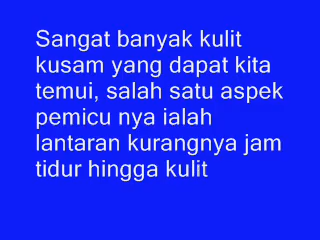 Sangat banyak kulit
kusam yang dapat kita
temui, salah satu aspek
pemicu nya ialah
lantaran kurangnya jam
tidur hingga kulit